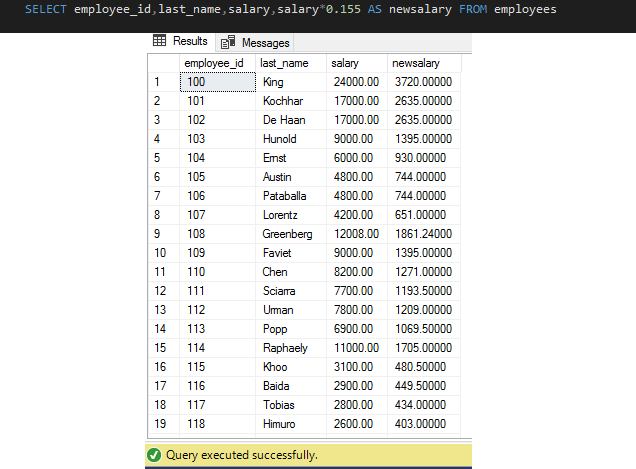 SELECT employee_id,last_name,salary,salary*0.155 AS newsalary FROM employees
Results Messages
employee_id last_name salary newsalary
1 100 King 24000.00 3720.00000
2 101 Kochhar 17000.00 2635.00000
3 102 De Haan 17000.00 2635.00000
4 103 Hunold 9000.00 1395.00000
5 104 Ernst 6000.00 930.00000
6 105 Austin 4800.00 744.00000
7 106 Pataballa 4800.00 744.00000
8 107 Lorentz 4200.00 651.00000
9 108 Greenberg 12008.00 1861.24000
10 109 Faviet 9000.00 1395.00000
11 110 Chen 8200.00 1271.00000
12 111 Sciarra 7700.00 1193.50000
13 112 Urman 7800.00 1209.00000
14 113 Popp 6900.00 1069.50000
15 114 Raphaely 11000.00 1705.00000
16 115 Khoo 3100.00 480.50000
17 116 Baida 2900.00 449.50000
18 117 Tobias 2800.00 434.00000
19 118 Himuro 2600.00 403.00000
Query executed successfully.